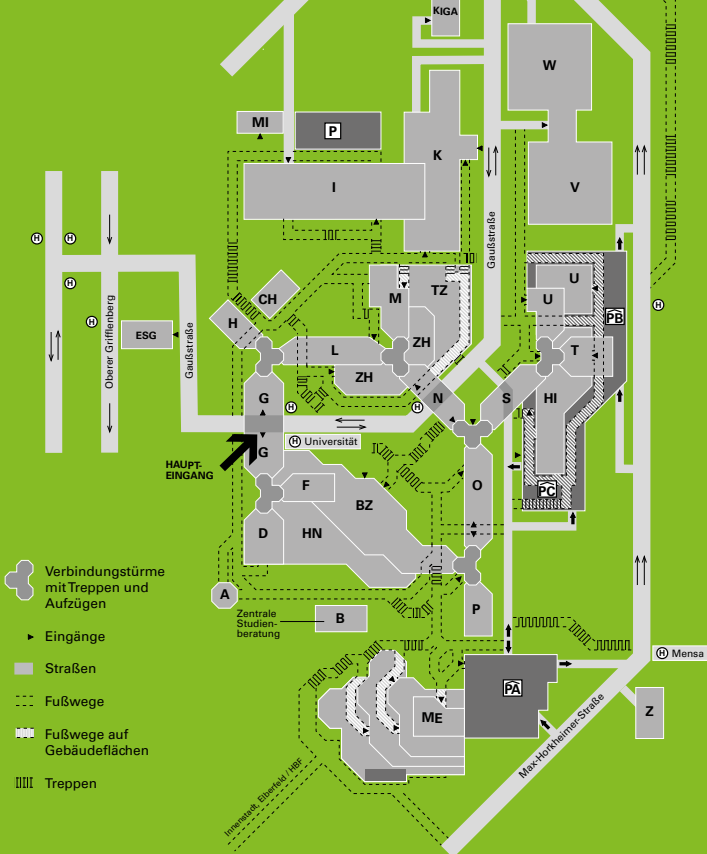 KIGA
W
MI
P
K
I
V
Gaußstraße
H
H
H
H
Oberer Grifflenberg
ESG
Gaußstraße
CH
H
M
TZ
U
U
PB
H
L
ZH
ZH
T
G
N
S
HI
H
H
H Universität
HAUPT-
EINGANG
G
F
BZ
O
PC
D
HN
A
Zentrale
Studien-
beratung
B
P
H Mensa
PA
ME
Z
Max-Horkheimer-Straße
Innenstadt, Elberfeld / HBF
Verbindungstürme
mit Treppen und
Aufzügen
Eingänge
Straßen
Fußwege
Fußwege auf
Gebäudeflächen
Treppen